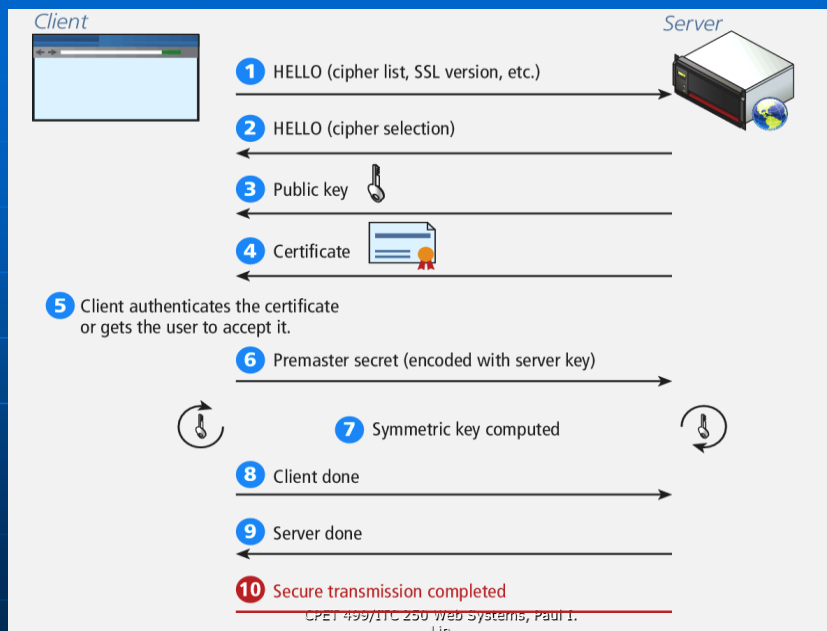 Client
Server
1 HELLO (cipher list, SSL version, etc.)
2 HELLO (cipher selection)
3 Public key
4 Certificate
5 Client authenticates the certificate
or gets the user to accept it.
6 Premaster secret (encoded with server key)
7 Symmetric key computed
8 Client done
9 Server done
10 Secure transmission completed
CPET 499/ITC 250 Web Systems, Paul I.
Lin